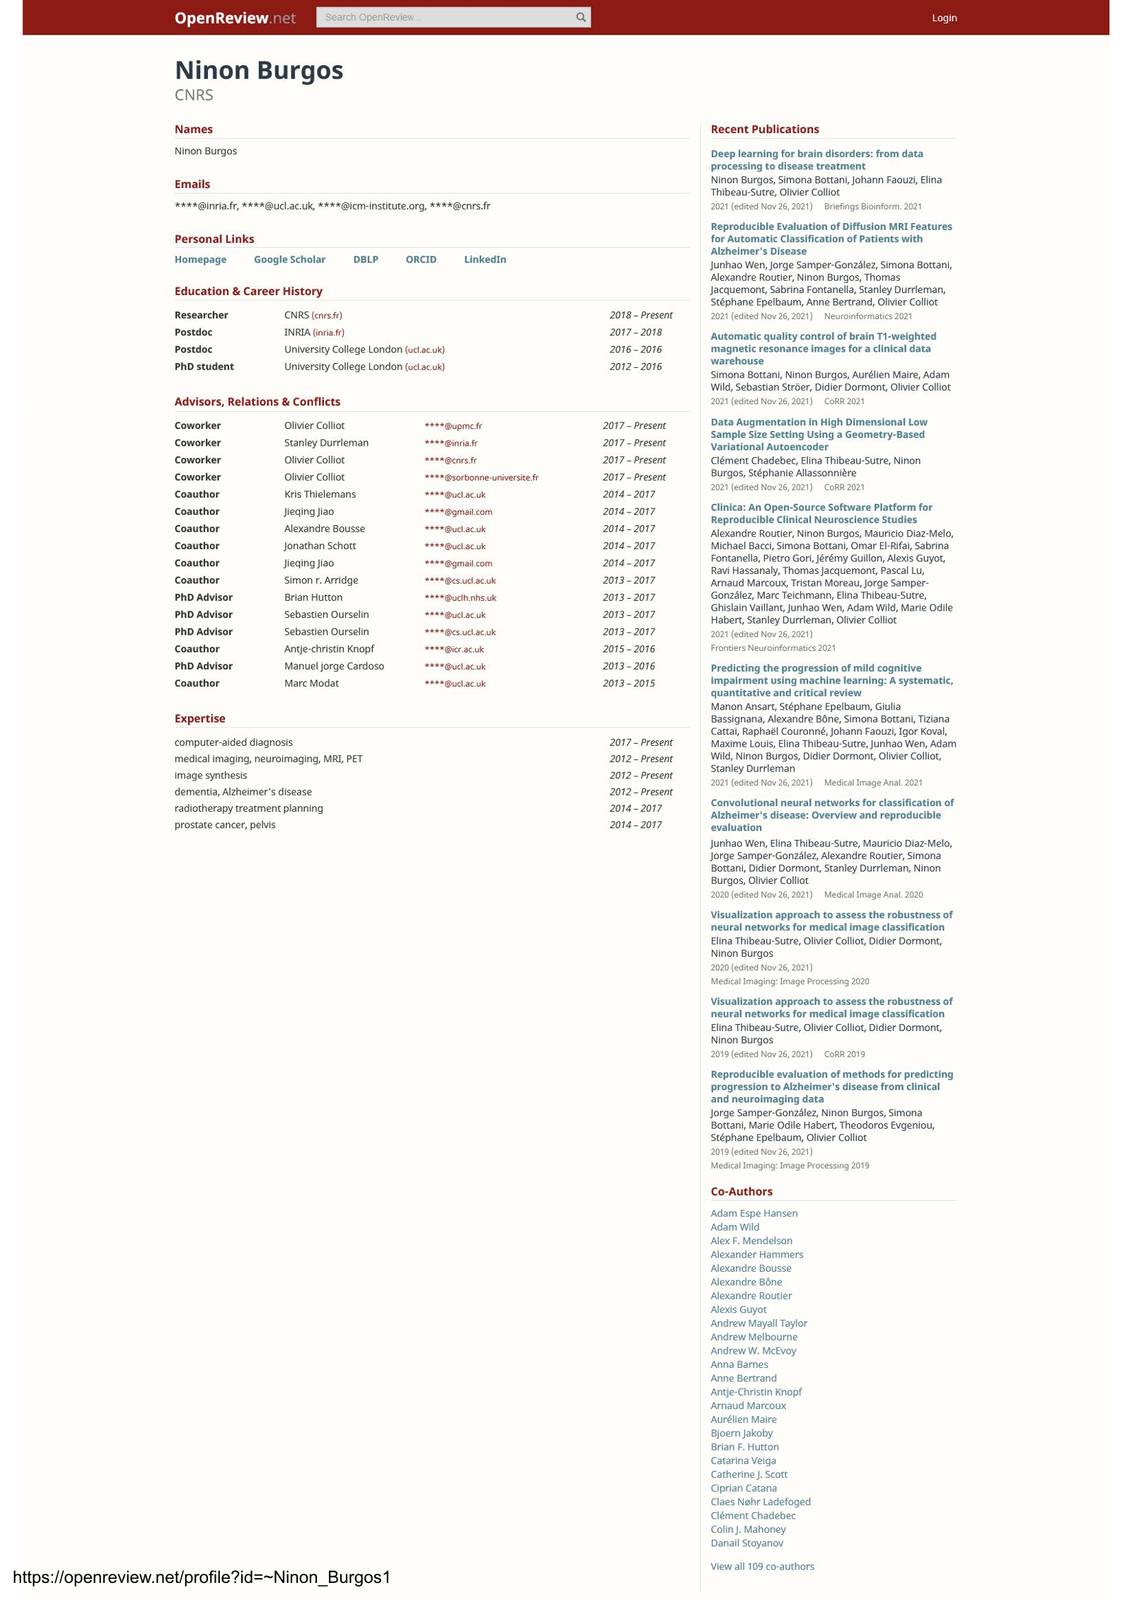 OpenReview.net
Search OpenReview...
Login
Ninon Burgos
CNRS
Names
Ninon Burgos
Emails
****@inria.fr, ****@ucl.ac.uk, ****@icm-institute.org, ****@cnrs.fr
Personal Links
Homepage Google Scholar DBLP ORCID LinkedIn
Education & Career History
Researcher CNRS (cnrs.fr) 2018 – Present
Postdoc INRIA (inria.fr) 2017 – 2018
Postdoc University College London (ucl.ac.uk) 2016 – 2016
PhD student University College London (ucl.ac.uk) 2012 – 2016
Advisors, Relations & Conflicts
Coworker Olivier Colliot ****@upmc.fr 2017 – Present
Coworker Stanley Durrleman ****@inria.fr 2017 – Present
Coworker Olivier Colliot ****@cnrs.fr 2017 – Present
Coworker Olivier Colliot ****@sorbonne-universite.fr 2017 – Present
Coauthor Kris Thielemans ****@ucl.ac.uk 2014 – 2017
Coauthor Jieqing Jiao ****@gmail.com 2014 – 2017
Coauthor Alexandre Bousse ****@ucl.ac.uk 2014 – 2017
Coauthor Jonathan Schott ****@ucl.ac.uk 2014 – 2017
Coauthor Jieqing Jiao ****@gmail.com 2014 – 2017
Coauthor Simon r. Arridge ****@cs.ucl.ac.uk 2013 – 2017
PhD Advisor Brian Hutton ****@uclh.nhs.uk 2013 – 2017
PhD Advisor Sebastien Ourselin ****@ucl.ac.uk 2013 – 2017
PhD Advisor Sebastien Ourselin ****@cs.ucl.ac.uk 2013 – 2017
Coauthor Antje-christin Knopf ****@icr.ac.uk 2015 – 2016
PhD Advisor Manuel jorge Cardoso ****@ucl.ac.uk 2013 – 2016
Coauthor Marc Modat ****@ucl.ac.uk 2013 – 2015
Expertise
computer-aided diagnosis 2017 – Present
medical imaging, neuroimaging, MRI, PET 2012 – Present
image synthesis 2012 – Present
dementia, Alzheimer's disease 2012 – Present
radiotherapy treatment planning 2014 – 2017
prostate cancer, pelvis 2014 – 2017
Recent Publications
Deep learning for brain disorders: from data
processing to disease treatment
Ninon Burgos, Simona Bottani, Johann Faouzi, Elina
Thibeau-Sutre, Olivier Colliot
2021 (edited Nov 26, 2021) Briefings Bioinform. 2021
Reproducible Evaluation of Diffusion MRI Features
for Automatic Classification of Patients with
Alzheimer's Disease
Junhao Wen, Jorge Samper-González, Simona Bottani,
Alexandre Routier, Ninon Burgos, Thomas
Jacquemont, Sabrina Fontanella, Stanley Durrleman,
Stéphane Epelbaum, Anne Bertrand, Olivier Colliot
2021 (edited Nov 26, 2021) Neuroinformatics 2021
Automatic quality control of brain T1-weighted
magnetic resonance images for a clinical data
warehouse
Simona Bottani, Ninon Burgos, Aurélien Maire, Adam
Wild, Sebastian Ströer, Didier Dormont, Olivier Colliot
2021 (edited Nov 26, 2021) CoRR 2021
Data Augmentation in High Dimensional Low
Sample Size Setting Using a Geometry-Based
Variational Autoencoder
Clément Chadebec, Elina Thibeau-Sutre, Ninon
Burgos, Stéphanie Allassonnière
2021 (edited Nov 26, 2021) CoRR 2021
Clinica: An Open-Source Software Platform for
Reproducible Clinical Neuroscience Studies
Alexandre Routier, Ninon Burgos, Mauricio Diaz-Melo,
Michael Bacci, Simona Bottani, Omar El-Rifai, Sabrina
Fontanella, Pietro Gori, Jérémy Guillon, Alexis Guyot,
Ravi Hassanaly, Thomas Jacquemont, Pascal Lu,
Arnaud Marcoux, Tristan Moreau, Jorge Samper-
González, Marc Teichmann, Elina Thibeau-Sutre,
Ghislain Vaillant, Junhao Wen, Adam Wild, Marie Odile
Habert, Stanley Durrleman, Olivier Colliot
2021 (edited Nov 26, 2021)
Frontiers Neuroinformatics 2021
Predicting the progression of mild cognitive
impairment using machine learning: A systematic,
quantitative and critical review
Manon Ansart, Stéphane Epelbaum, Giulia
Bassignana, Alexandre Bône, Simona Bottani, Tiziana
Cattai, Raphaël Couronné, Johann Faouzi, Igor Koval,
Maxime Louis, Elina Thibeau-Sutre, Junhao Wen, Adam
Wild, Ninon Burgos, Didier Dormont, Olivier Colliot,
Stanley Durrleman
2021 (edited Nov 26, 2021) Medical Image Anal. 2021
Convolutional neural networks for classification of
Alzheimer's disease: Overview and reproducible
evaluation
Junhao Wen, Elina Thibeau-Sutre, Mauricio Diaz-Melo,
Jorge Samper-González, Alexandre Routier, Simona
Bottani, Didier Dormont, Stanley Durrleman, Ninon
Burgos, Olivier Colliot
2020 (edited Nov 26, 2021) Medical Image Anal. 2020
Visualization approach to assess the robustness of
neural networks for medical image classification
Elina Thibeau-Sutre, Olivier Colliot, Didier Dormont,
Ninon Burgos
2020 (edited Nov 26, 2021)
Medical Imaging: Image Processing 2020
Visualization approach to assess the robustness of
neural networks for medical image classification
Elina Thibeau-Sutre, Olivier Colliot, Didier Dormont,
Ninon Burgos
2019 (edited Nov 26, 2021) CoRR 2019
Reproducible evaluation of methods for predicting
progression to Alzheimer's disease from clinical
and neuroimaging data
Jorge Samper-González, Ninon Burgos, Simona
Bottani, Marie Odile Habert, Theodoros Evgeniou,
Stéphane Epelbaum, Olivier Colliot
2019 (edited Nov 26, 2021)
Medical Imaging: Image Processing 2019
Co-Authors
Adam Espe Hansen
Adam Wild
Alex F. Mendelson
Alexander Hammers
Alexandre Bousse
Alexandre Bône
Alexandre Routier
Alexis Guyot
Andrew Mayall Taylor
Andrew Melbourne
Andrew W. McEvoy
Anna Barnes
Anne Bertrand
Antje-Christin Knopf
Arnaud Marcoux
Aurélien Maire
Bjoern Jakoby
Brian F. Hutton
Catarina Veiga
Catherine J. Scott
Ciprian Catana
Claes Nøhr Ladefoged
Clément Chadebec
Colin J. Mahoney
Danail Stoyanov
View all 109 co-authors
https://openreview.net/profile?id=~Ninon_Burgos1